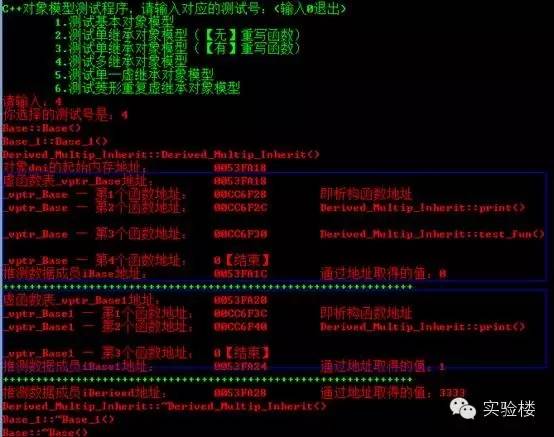 C++对象模型测试程序，请输入对应的测试号：<输入0退出>
1.测试基本对象模型
2.测试单继承对象模型（【无】重写函数）
3.测试单继承对象模型（【有】重写函数）
4.测试多继承对象模型
5.测试单一虚继承对象模型
6.测试菱形重复虚继承对象模型
请输入：4
你选择的测试号是：4
Base::Base()
Base_1::Base_1()
Derived_Multip_Inherit::Derived_Multip_Inherit()
对象dmi的起始内存地址： 0053FA18
虚函数表_vptr_Base地址： 0053FA18
_vptr_Base — 第1个函数地址： 00CC6F28 即析构函数地址
_vptr_Base — 第2个函数地址： 00CC6F2C Derived_Multip_Inherit::print()
_vptr_Base — 第3个函数地址： 00CC6F30 Derived_Multip_Inherit::test_fun()
_vptr_Base — 第4个函数地址： 0【结束】
推测数据成员iBase地址： 0053FA1C 通过地址取得的值：0
虚函数表_vptr_Base1地址： 0053FA20
_vptr_Base1 — 第1个函数地址： 00CC6F3C 即析构函数地址
_vptr_Base1 — 第2个函数地址： 00CC6F40 Derived_Multip_Inherit::print()
_vptr_Base1 — 第3个函数地址： 0【结束】
推测数据成员iBase1地址： 0053FA24 通过地址取得的值：1
推测数据成员iDerived地址： 0053FA28 通过地址取得的值：3333
Derived_Multip_Inherit::~Derived_Multip_Inherit()
Base_1::~Base_1()
Base::~Base()
实验楼